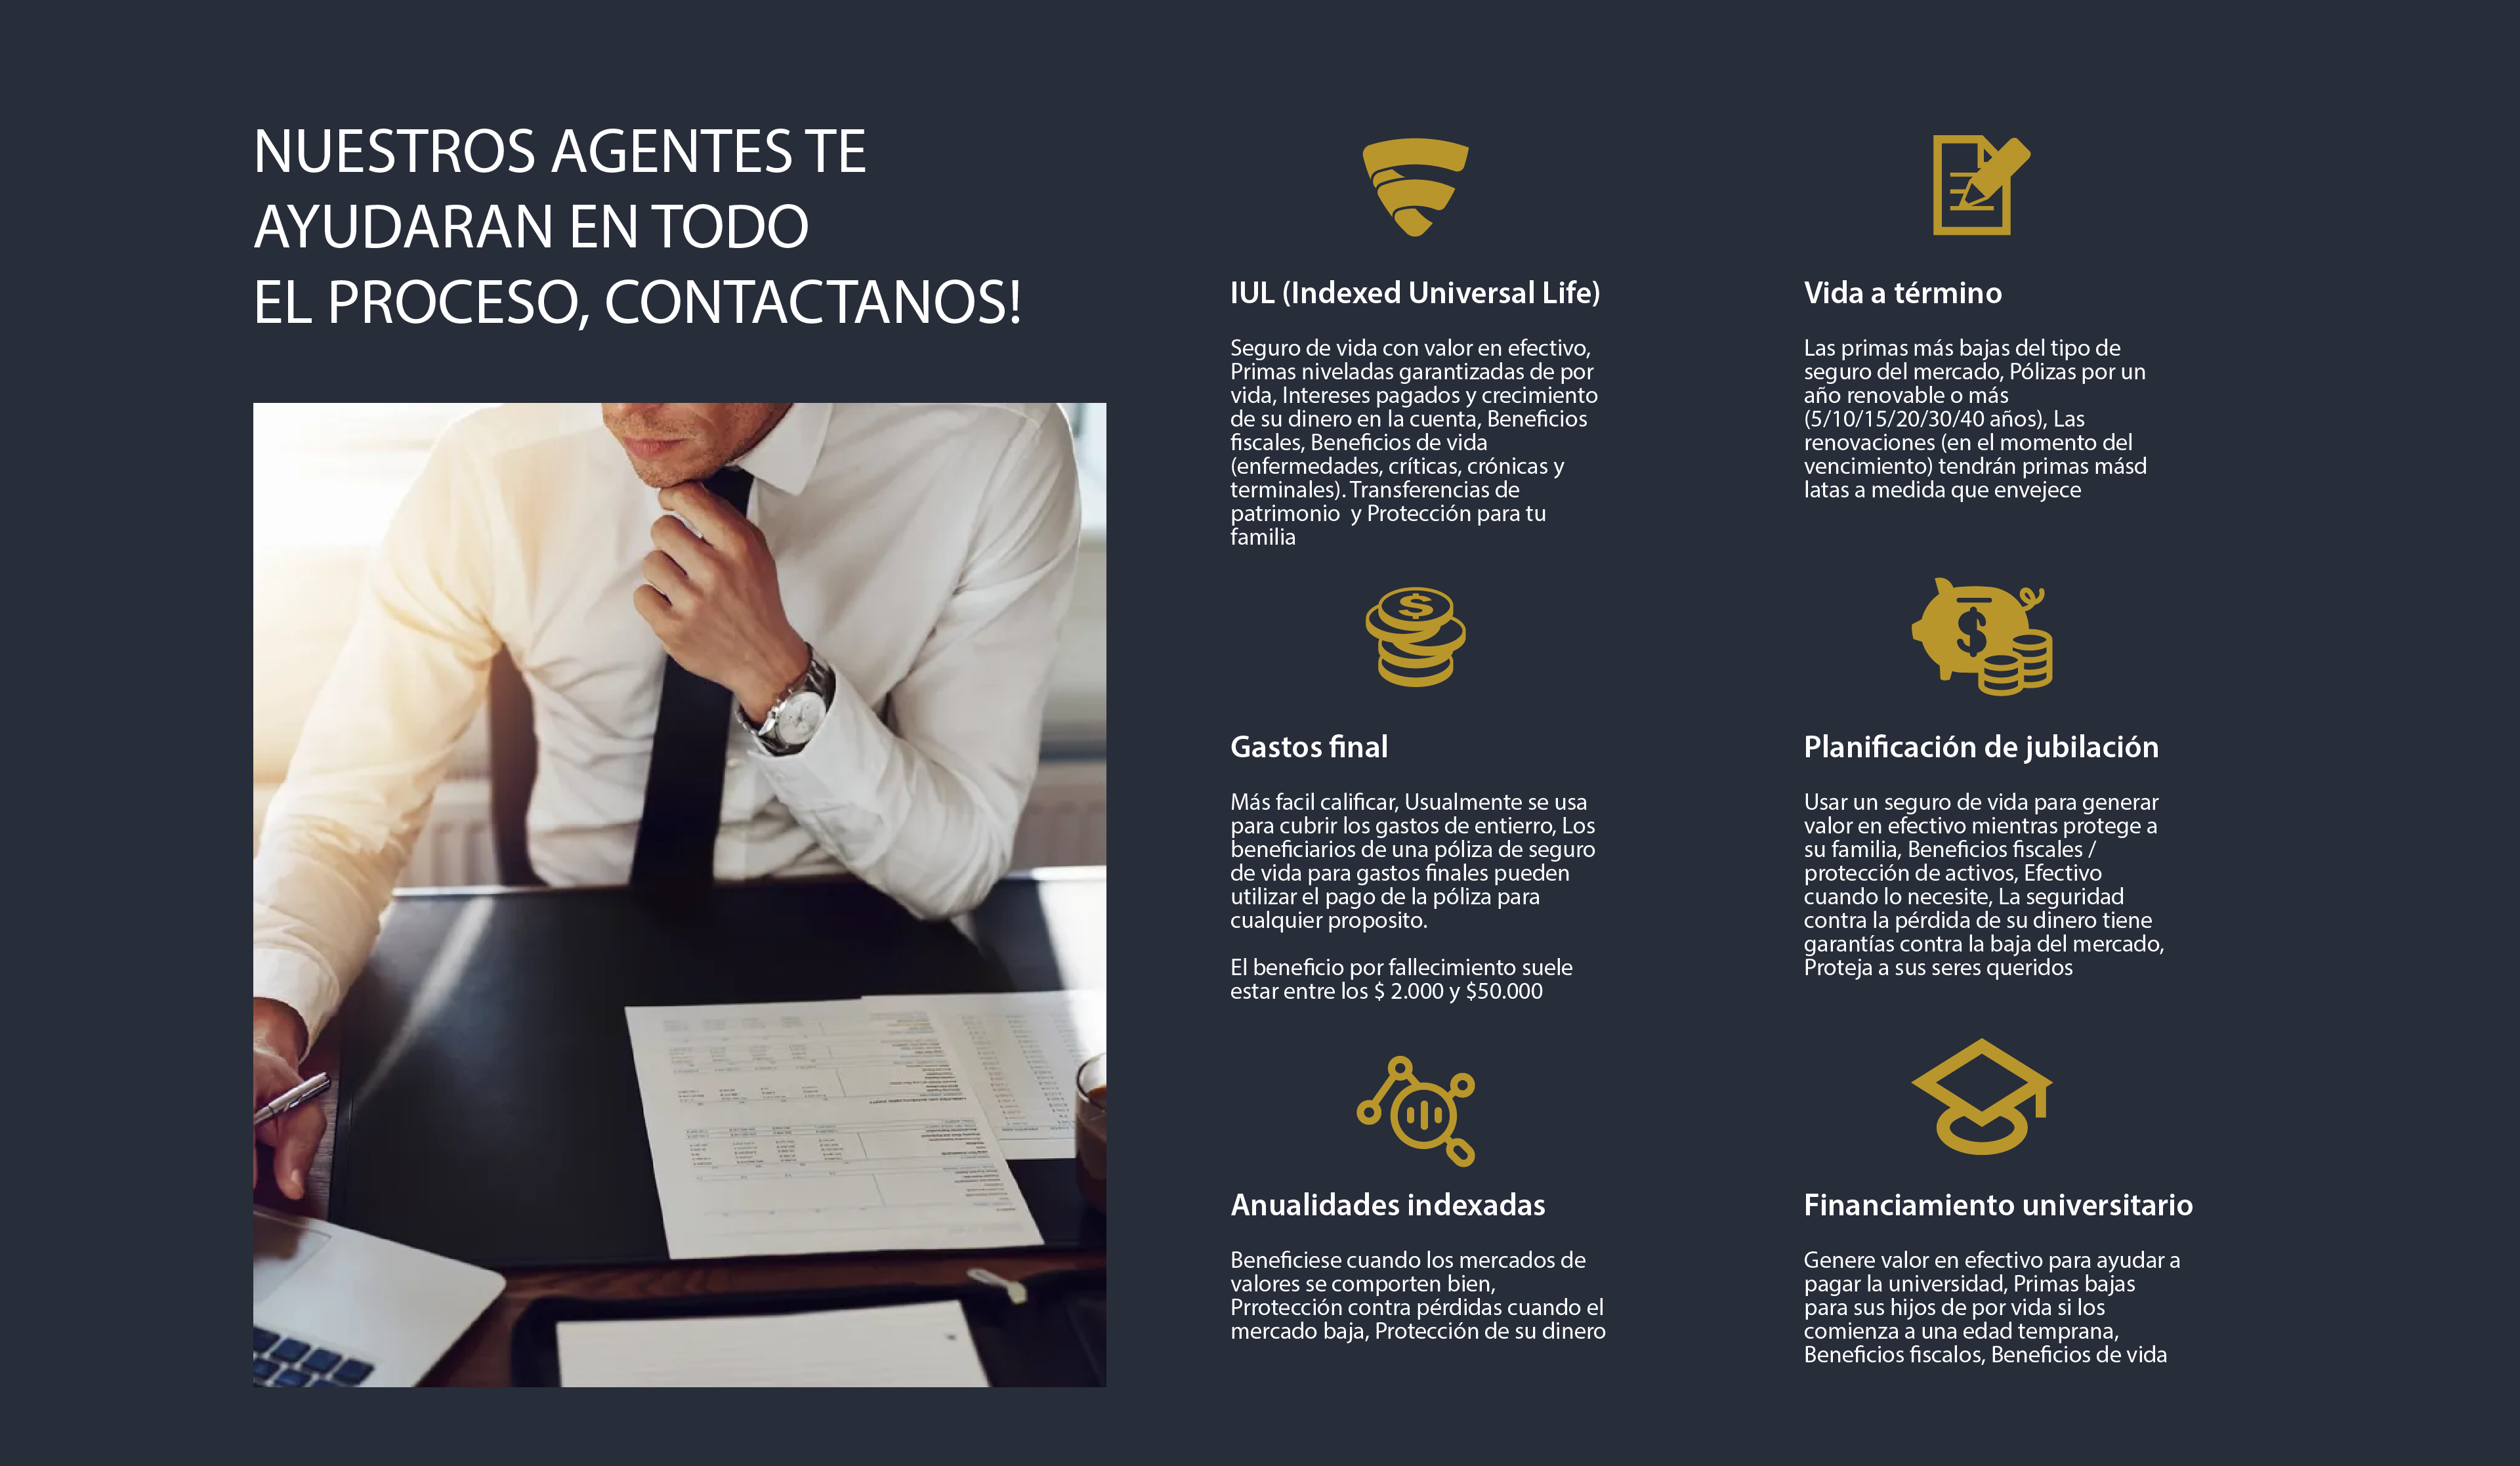 NUESTROS AGENTES TE
AYUDARAN EN TODO
EL PROCESO, CONTACTANOS!
IUL (Indexed Universal Life)
Seguro de vida con valor en efectivo,
Primas niveladas garantizadas de por
vida, Intereses pagados y crecimiento
de su dinero en la cuenta, Beneficios
fiscales, Beneficios de vida
(enfermedades, críticas, crónicas y
terminales). Transferencias de
patrimonio y Protección para tu
familia
Vida a término
Las primas más bajas del tipo de
seguro del mercado, Pólizas por un
año renovable o más
(5/10/15/20/30/40 años), Las
renovaciones (en el momento del
vencimiento) tendrán primas másd
latas a medida que envejece
Gastos final
Más facil calificar, Usualmente se usa
para cubrir los gastos de entierro, Los
beneficiarios de una póliza de seguro
de vida para gastos finales pueden
utilizar el pago de la póliza para
cualquier proposito.
El beneficio por fallecimiento suele
estar entre los $ 2.000 y $50.000
Planificación de jubilación
Usar un seguro de vida para generar
valor en efectivo mientras protege a
su familia, Beneficios fiscales /
protección de activos, Efectivo
cuando lo necesite, La seguridad
contra la pérdida de su dinero tiene
garantías contra la baja del mercado,
Proteja a sus seres queridos
Anualidades indexadas
Beneficiese cuando los mercados de
valores se comporten bien,
Prrotección contra pérdidas cuando el
mercado baja, Protección de su dinero
Financiamiento universitario
Genere valor en efectivo para ayudar a
pagar la universidad, Primas bajas
para sus hijos de por vida si los
comienza a una edad temprana,
Beneficios fiscalos, Beneficios de vida